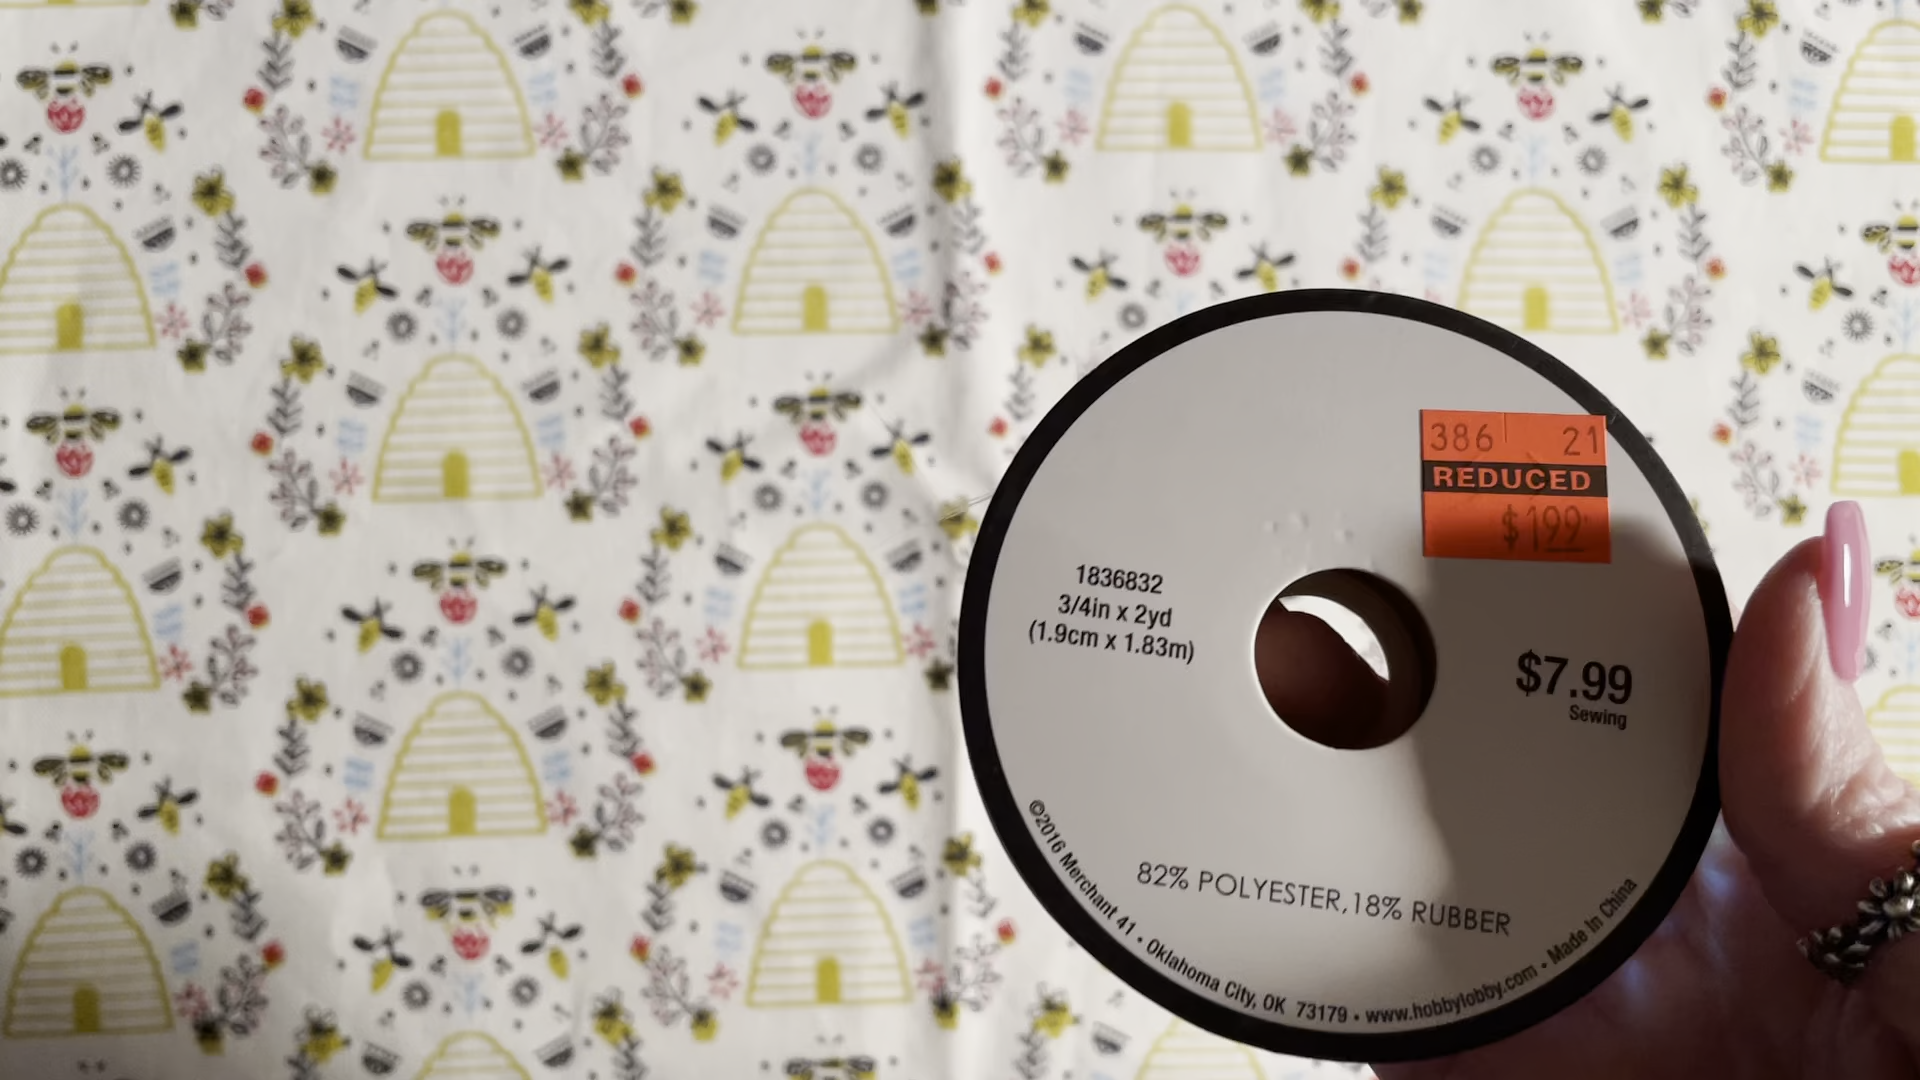 386 21
REDUCED
$1.99
1836832
3/4in x 2yd
(1.9cm x 1.83m)
$7.99
Sewing
82% POLYESTER,18% RUBBER
©2016 Merchant 41 • Oklahoma City, OK 73179 • www.hobbylobby.com • Made in China